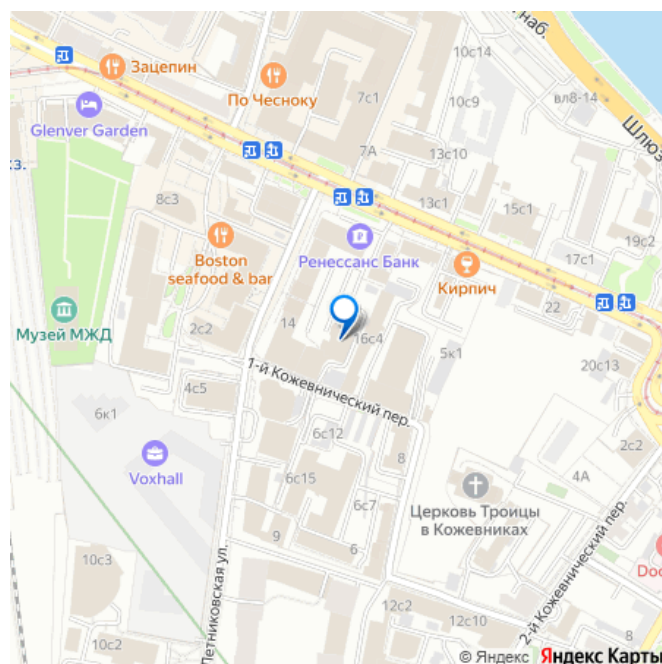 10с14
наб.
Зацепин
По Чесноку
10с9
вл8-14
7с1
Glenver Garden
Шлюз
7А
13с10
кз.
8с3
13с1
15с1
Ренессанс Банк
19с2
Boston
seafood & bar
17с1
Кирпич
22
Музей МЖД
2с2
14
16с4
5к1
20с13
1-й Кожевнический пер.
4с5
6к1
6с12
2с2
Voxhall
8
4А
6с15
Церковь Троицы
в Кожевниках
6с7
9
6
2-й Кожевнический пер.
Doc
10с3
Летниковская ул.
12с2
12с10
8
10с2
© Яндекс Яндекс Карты